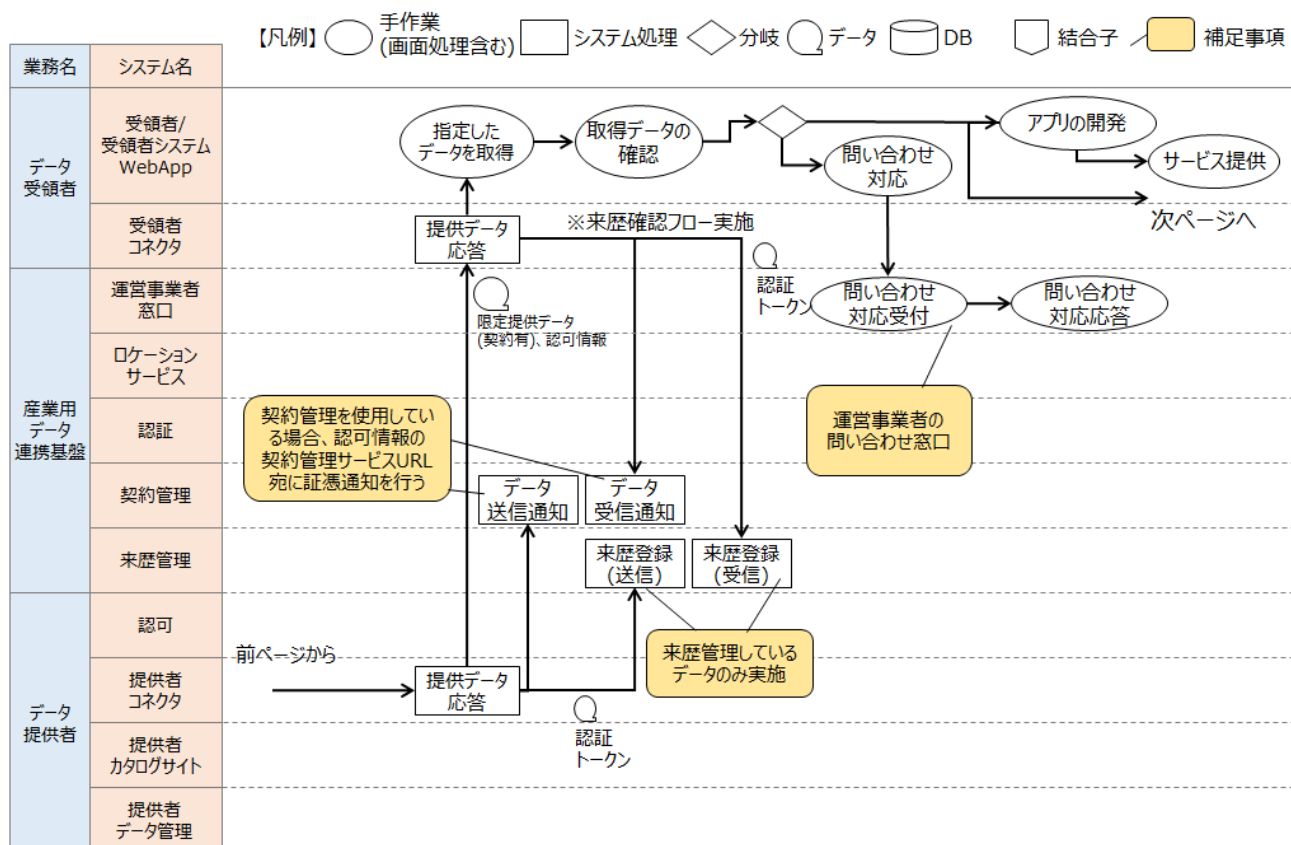 【凡例】
手作業
(画面処理含む)
システム処理
分岐
データ
DB
結合子
補足事項
業務名
システム名
データ
受領者
受領者/
受領者システム
WebApp
指定した
データを取得
取得データの
確認
問い合わせ
対応
アプリの開発
サービス提供
次ページへ
受領者
コネクタ
提供データ
応答
※来歴確認フロー実施
認証
トークン
産業用
データ
連携基盤
運営事業者
窓口
限定提供データ
(契約有)、認可情報
問い合わせ
対応受付
問い合わせ
対応応答
ロケーション
サービス
認証
契約管理を使用してい
る場合、認可情報の
契約管理サービスURL
宛に証憑通知を行う
運営事業者の
問い合わせ窓口
契約管理
データ
送信通知
データ
受信通知
来歴管理
来歴登録
(送信)
来歴登録
(受信)
データ
提供者
認可
前ページから
来歴管理している
データのみ実施
提供者
コネクタ
提供データ
応答
認証
トークン
提供者
カタログサイト
提供者
データ管理